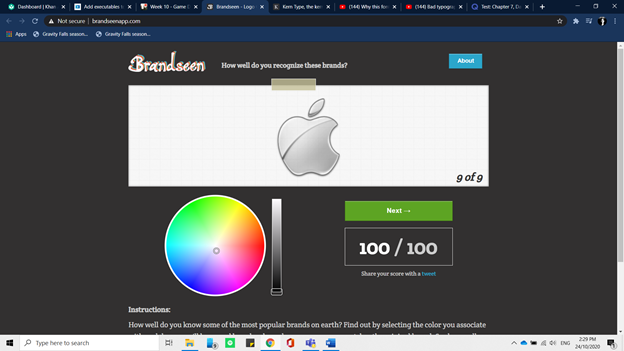 Dashboard | Khan
Add executables t
Week 10 - Game
Brandseen - Logo
Kern Type, the ker
(144) Why this fo
(144) Bad typogra
Test: Chapter 7, D
Not secure | brandseenapp.com
Apps Gravity Falls season... Gravity Falls season...
Brandseen
How well do you recognize these brands?
About
9 of 9
Next →
100 / 100
Share your score with a tweet
Instructions:
How well do you know some of the most popular brands on earth? Find out by selecting the color you associate
Type here to search
ENG
2:29 PM
24/10/2020